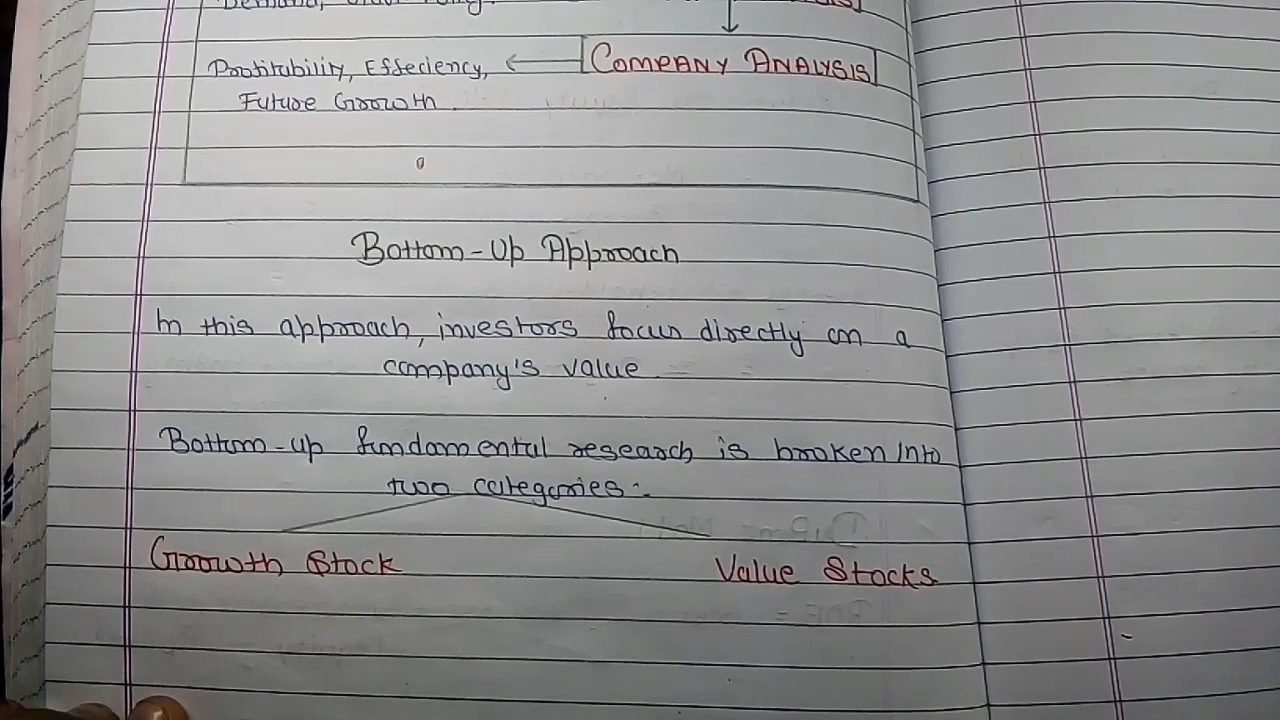 Demand,
Profitability, Effeciency,
COMPANY ANALYSIS
Future Growth
Bottom-Up Approach
In this approach, investors focus directly on a
company's value
Bottom-up fundamental research is broken into
two categories:-
Growth Stock
Value Stocks